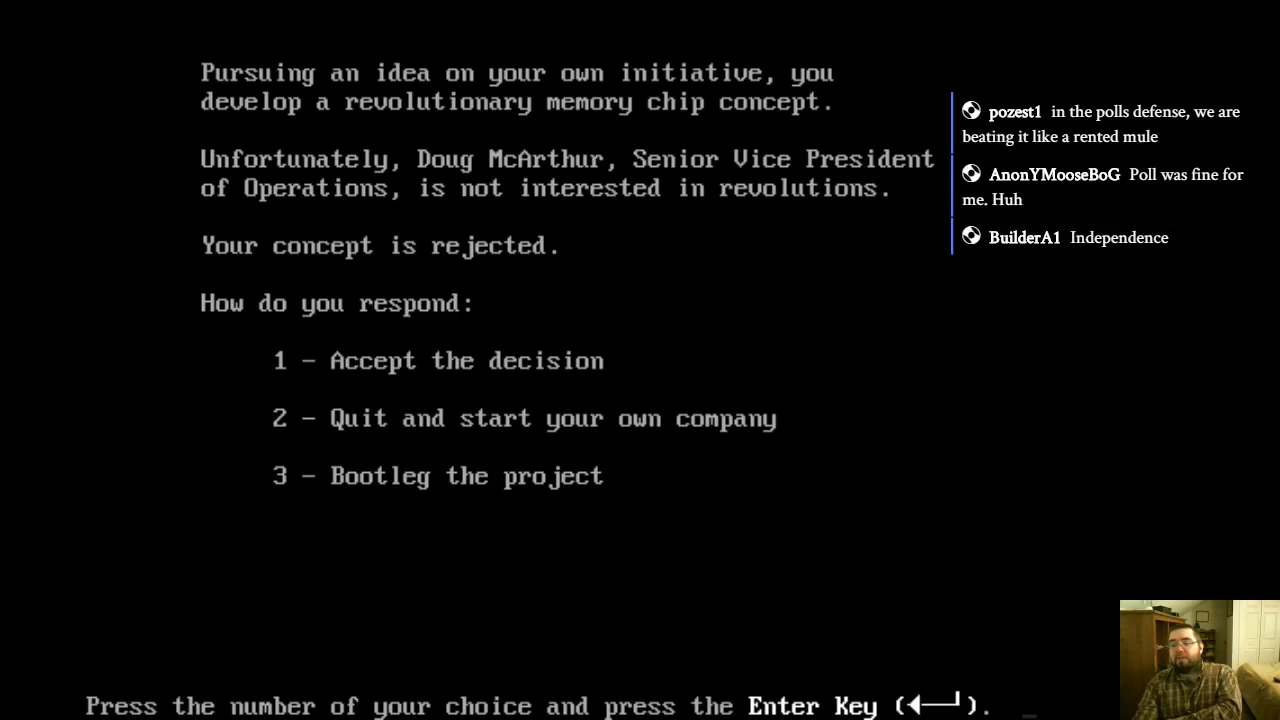 Pursuing an idea on your own initiative, you
develop a revolutionary memory chip concept.
Unfortunately, Doug McArthur, Senior Vice President
of Operations, is not interested in revolutions.
Your concept is rejected.
How do you respond:
1 - Accept the decision
2 - Quit and start your own company
3 - Bootleg the project
Press the number of your choice and press the Enter Key (◄─┘).
pozest1 in the polls defense, we are
beating it like a rented mule
AnonYMooseBoG Poll was fine for
me. Huh
BuilderA1 Independence